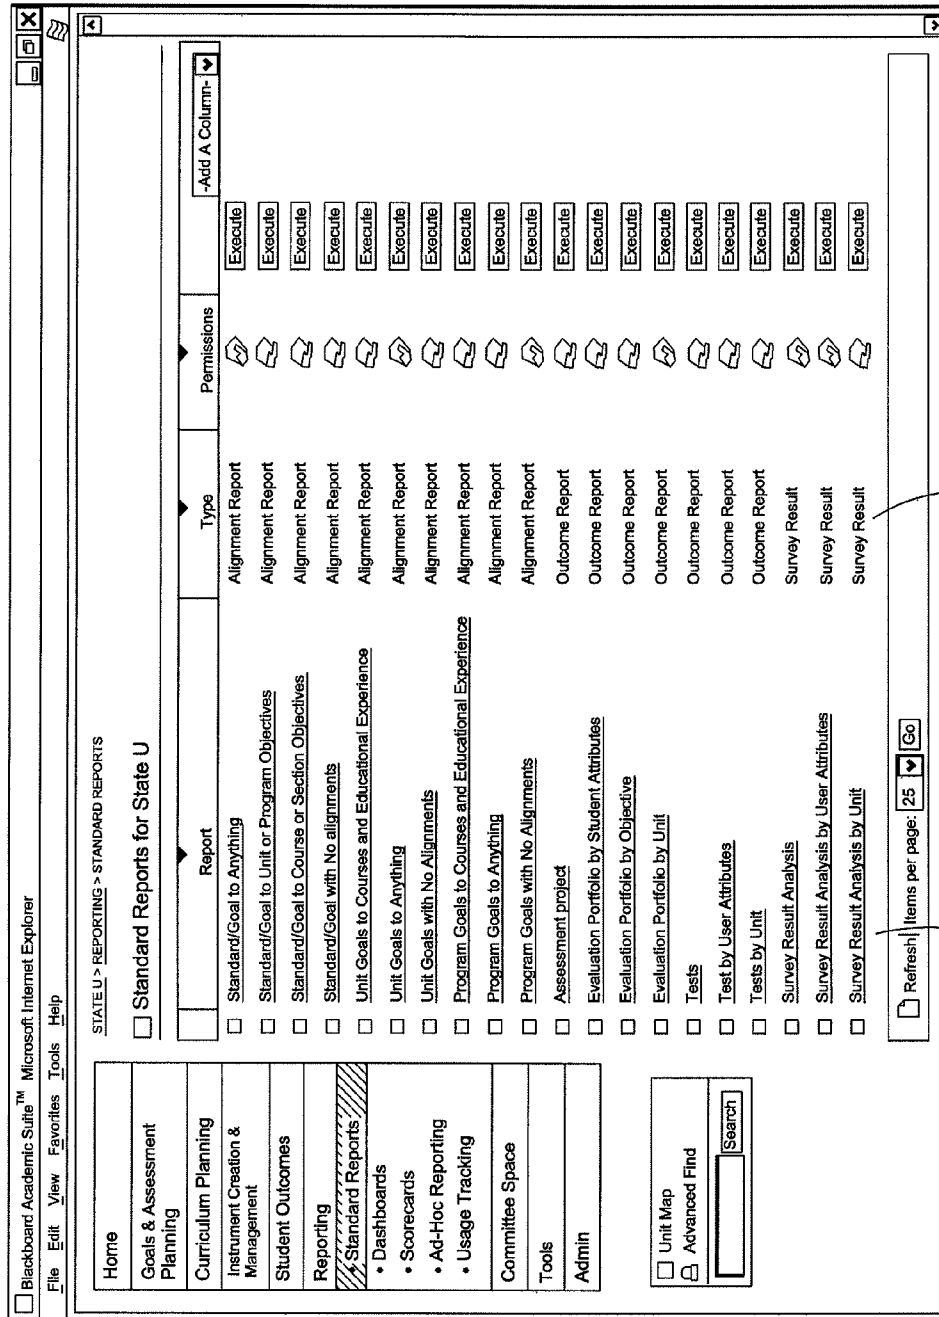 Blackboard Academic Suite™ Microsoft Internet Explorer
File Edit View Favorites Tools Help
Home
Goals & Assessment
Planning
Curriculum Planning
Instrument Creation &
Management
Student Outcomes
Reporting
• Standard Reports
• Dashboards
• Scorecards
• Ad-Hoc Reporting
• Usage Tracking
Committee Space
Tools
Admin
Unit Map
Advanced Find
Search
STATE U > REPORTING > STANDARD REPORTS
Standard Reports for State U
-Add A Column-
Report Type Permissions
Standard/Goal to Anything Alignment Report Execute
Standard/Goal to Unit or Program Objectives Alignment Report Execute
Standard/Goal to Course or Section Objectives Alignment Report Execute
Standard/Goal with No alignments Alignment Report Execute
Unit Goals to Courses and Educational Experience Alignment Report Execute
Unit Goals to Anything Alignment Report Execute
Unit Goals with No Alignments Alignment Report Execute
Program Goals to Courses and Educational Experience Alignment Report Execute
Program Goals to Anything Alignment Report Execute
Program Goals with No Alignments Alignment Report Execute
Assessment project Outcome Report Execute
Evaluation Portfolio by Student Attributes Outcome Report Execute
Evaluation Portfolio by Objective Outcome Report Execute
Evaluation Portfolio by Unit Outcome Report Execute
Tests Outcome Report Execute
Test by User Attributes Outcome Report Execute
Tests by Unit Outcome Report Execute
Survey Result Analysis Survey Result Execute
Survey Result Analysis by User Attributes Survey Result Execute
Survey Result Analysis by Unit Survey Result Execute
Refresh Items per page: 25 Go